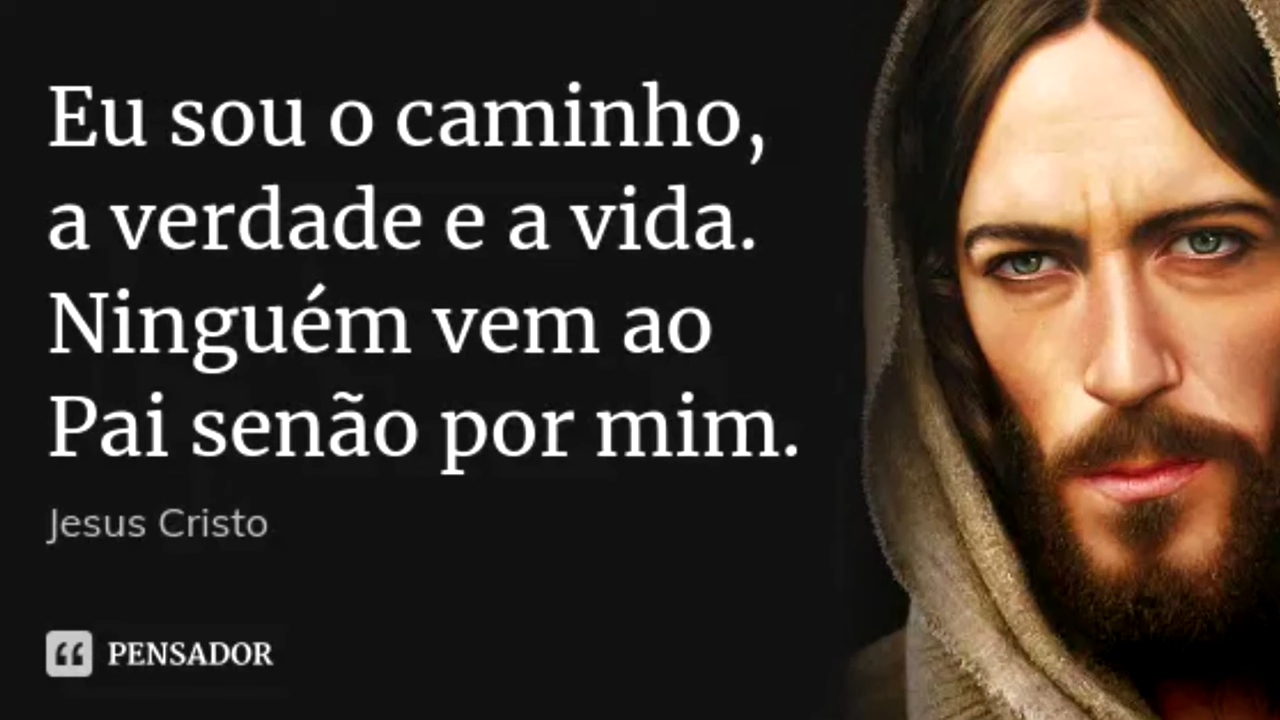 Eu sou o caminho,
a verdade e a vida.
Ninguém vem ao
Pai senão por mim.
Jesus Cristo
PENSADOR